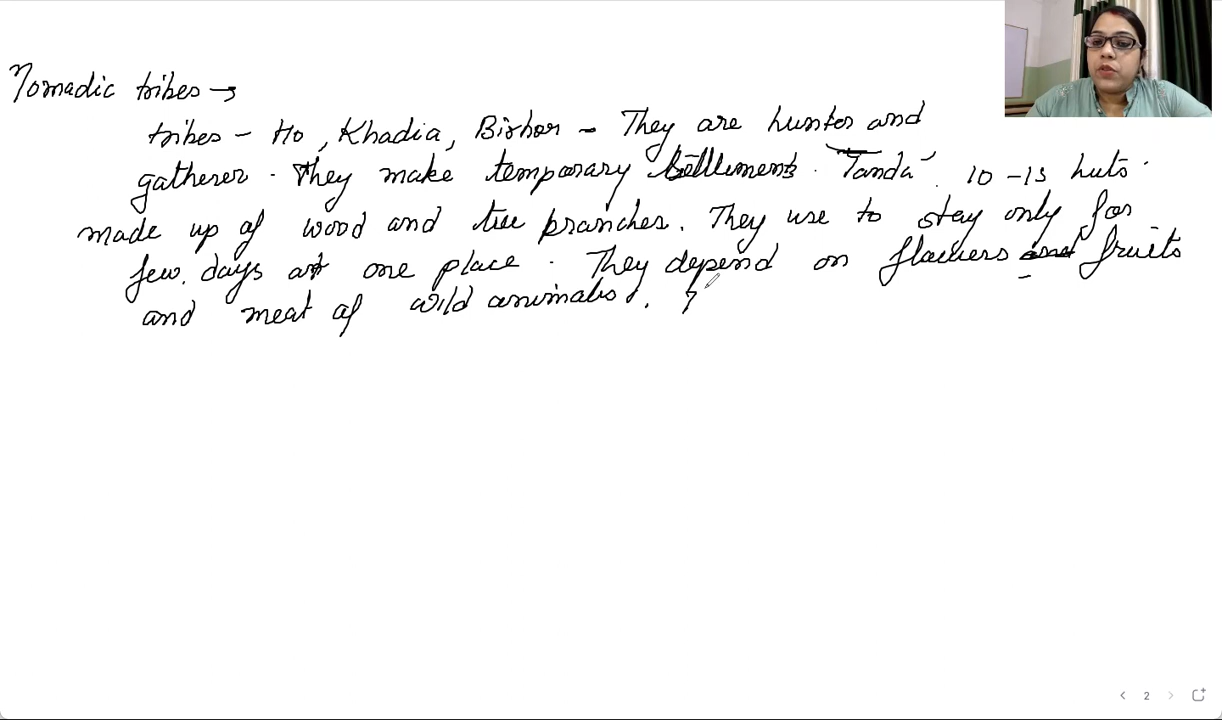 Nomadic tribes →
tribes - Ho, Khadia, Birhor - They are hunter and
gatherer. They make temporary settlements. Tanda 10-15 huts.
made up of wood and tree branches. They use to stay only for
few days at one place. They depend on flowers fruits
and meat of wild animals.
2